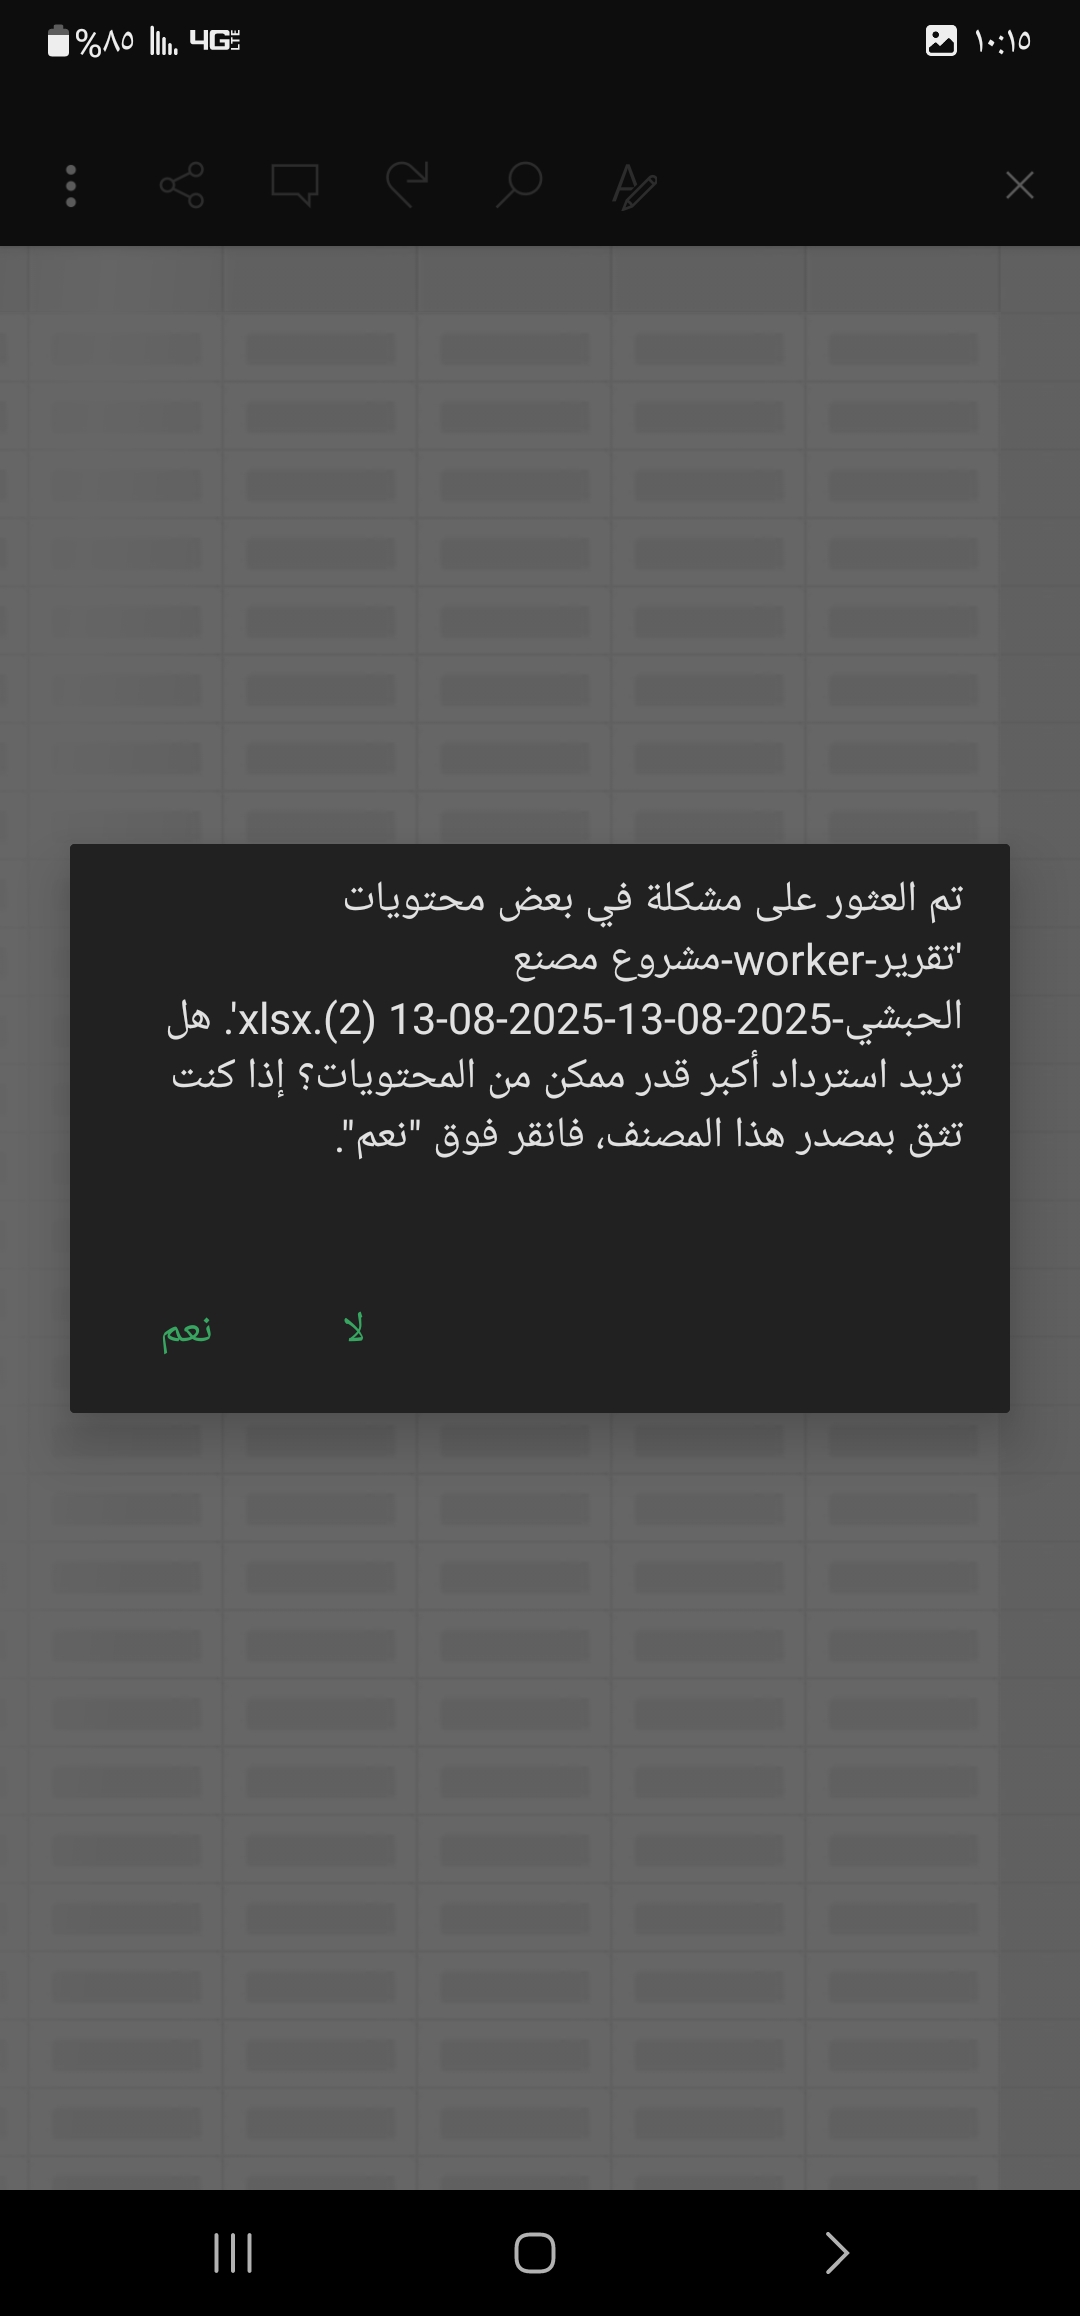 ١٠:١٥
4G LTE
%٨٥
تم العثور على مشكلة في بعض محتويات
'تقرير-worker-مشروع مصنع
الحبشي-2025-08-13-2025-08-13 (2).xlsx'. هل
تريد استرداد أكبر قدر ممكن من المحتويات؟ إذا كنت
تثق بمصدر هذا المصنف، فانقر فوق "نعم".
لا
نعم